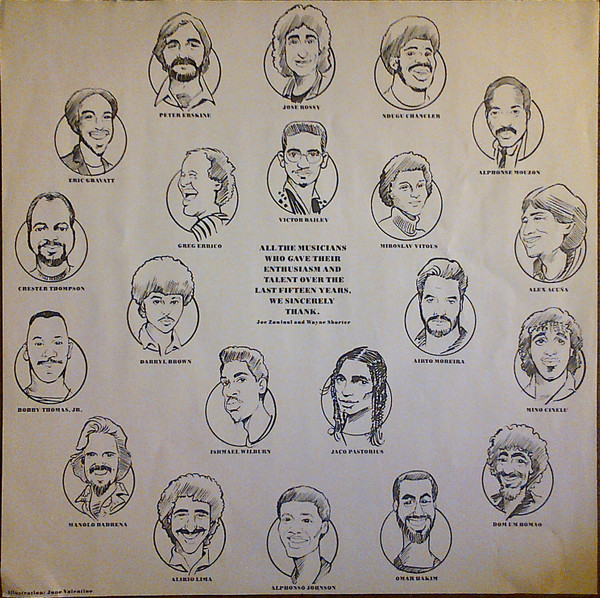 PETER ERSKINE
JOSE ROSSY
NDUGU CHANCLER
ERIC GRAVATT
ALPHONSE MOUZON
GREG ERRICO
VICTOR BAILEY
MIROSLAV VITOUS
CHESTER THOMPSON
ALEX ACUÑA
ALL THE MUSICIANS
WHO GAVE THEIR
ENTHUSIASM AND
TALENT OVER THE
LAST FIFTEEN YEARS,
WE SINCERELY
THANK.
Joe Zawinul and Wayne Shorter
DARRYL BROWN
AIRTO MOREIRA
BOBBY THOMAS, JR.
MINO CINELU
ISHMAEL WILBURN
JACO PASTORIUS
MANOLO BADRENA
DOM UM ROMAO
ALIRIO LIMA
ALPHONSO JOHNSON
OMAR HAKIM
Illustration: June Valentine